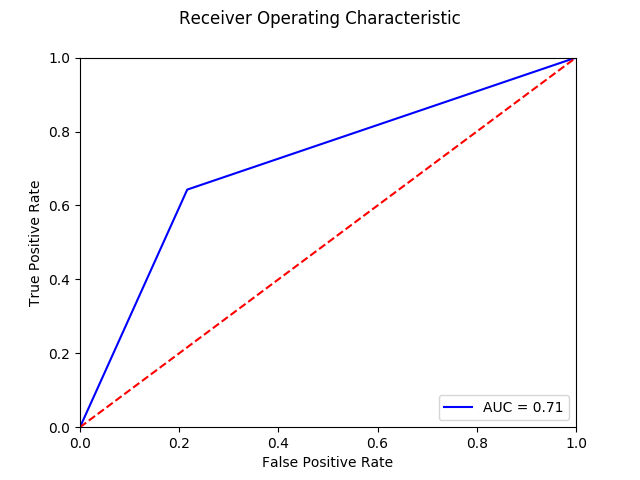 Receiver Operating Characteristic
True Positive Rate
1.0
0.8
0.6
0.4
0.2
0.0
0.0 0.2 0.4 0.6 0.8 1.0
False Positive Rate
AUC = 0.71